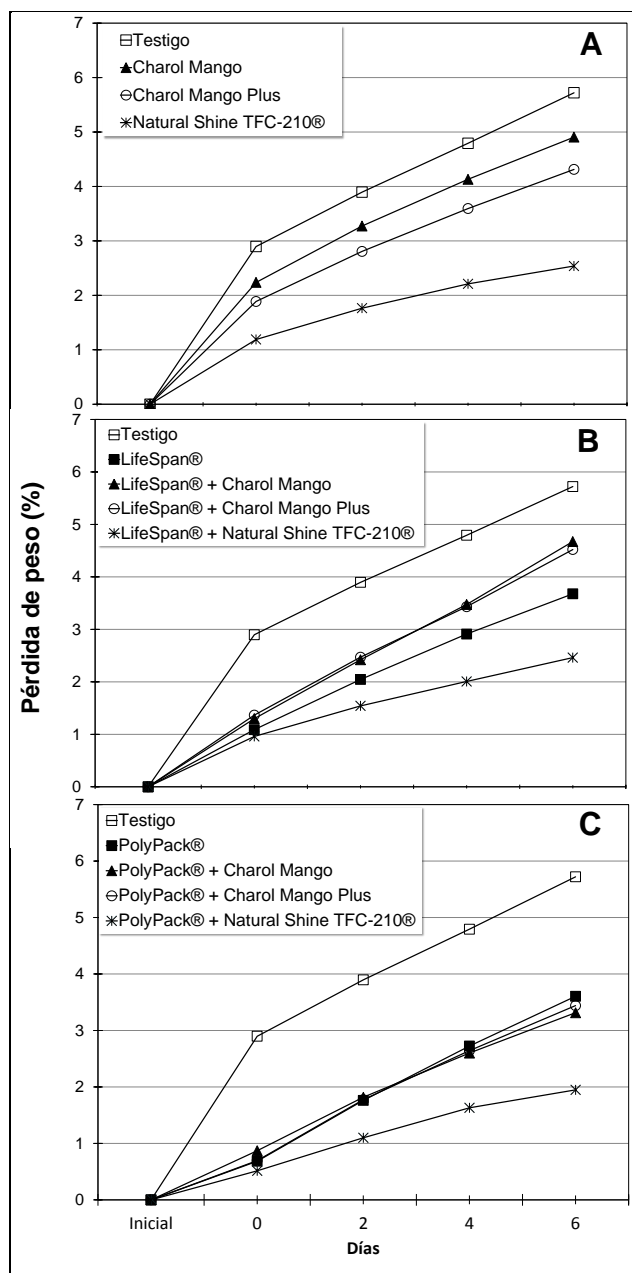 Pérdida de peso (%)
7
6
5
4
3
2
1
0
A
Testigo
Charol Mango
Charol Mango Plus
Natural Shine TFC-210®
7
6
5
4
3
2
1
0
B
Testigo
LifeSpan®
LifeSpan® + Charol Mango
LifeSpan® + Charol Mango Plus
LifeSpan® + Natural Shine TFC-210®
7
6
5
4
3
2
1
0
C
Testigo
PolyPack®
PolyPack® + Charol Mango
PolyPack® + Charol Mango Plus
PolyPack® + Natural Shine TFC-210®
Inicial 0 2 4 6
Días